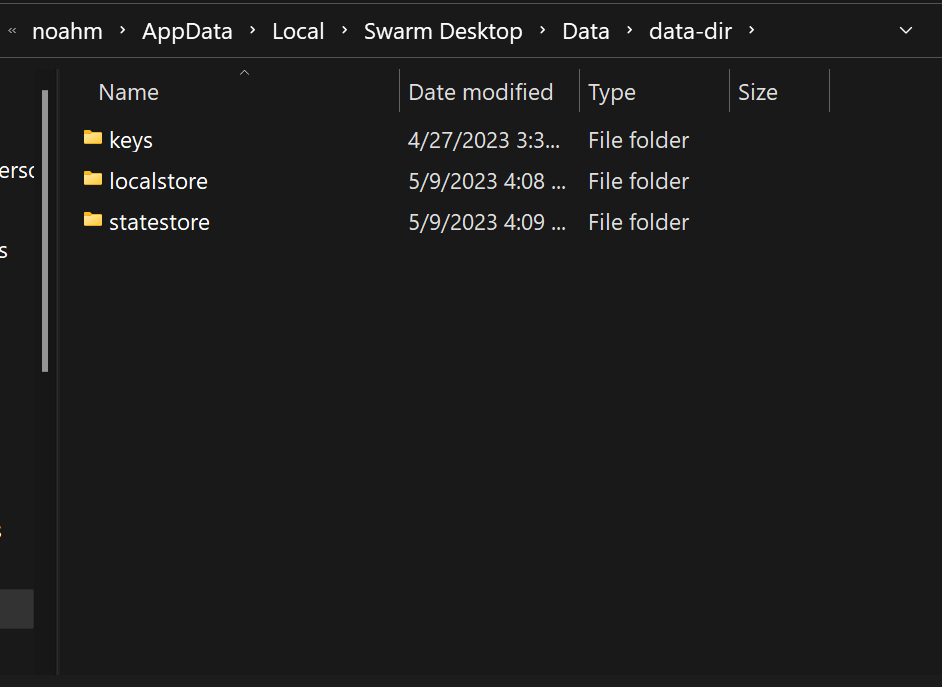 « noahm › AppData › Local › Swarm Desktop › Data › data-dir ›
Name Date modified Type Size
keys 4/27/2023 3:3... File folder
ersc
localstore 5/9/2023 4:08 ... File folder
statestore 5/9/2023 4:09 ... File folder
s